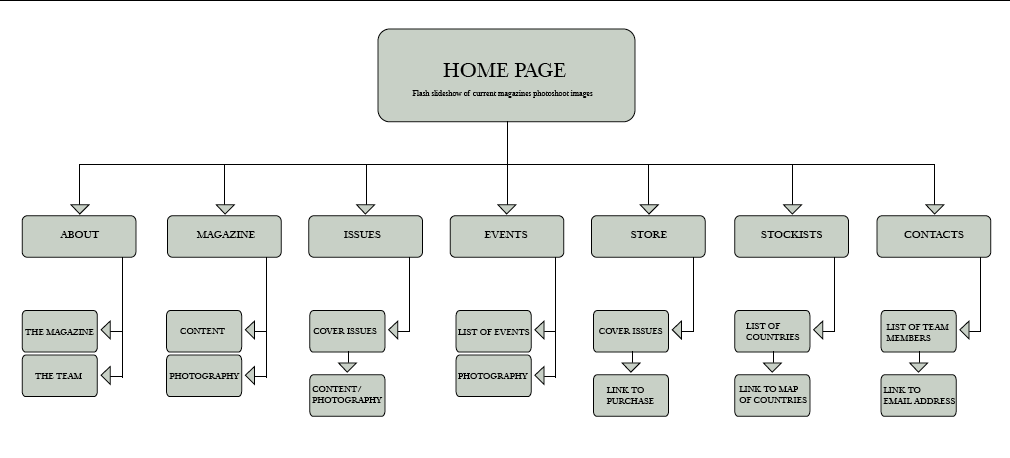 HOME PAGE
Flash slideshow of current magazines photoshoot images
ABOUT
MAGAZINE
ISSUES
EVENTS
STORE
STOCKISTS
CONTACTS
THE MAGAZINE
THE TEAM
CONTENT
PHOTOGRAPHY
COVER ISSUES
CONTENT/
PHOTOGRAPHY
LIST OF EVENTS
PHOTOGRAPHY
COVER ISSUES
LINK TO
PURCHASE
LIST OF
COUNTRIES
LINK TO MAP
OF COUNTRIES
LIST OF TEAM
MEMBERS
LINK TO
EMAIL ADDRESS